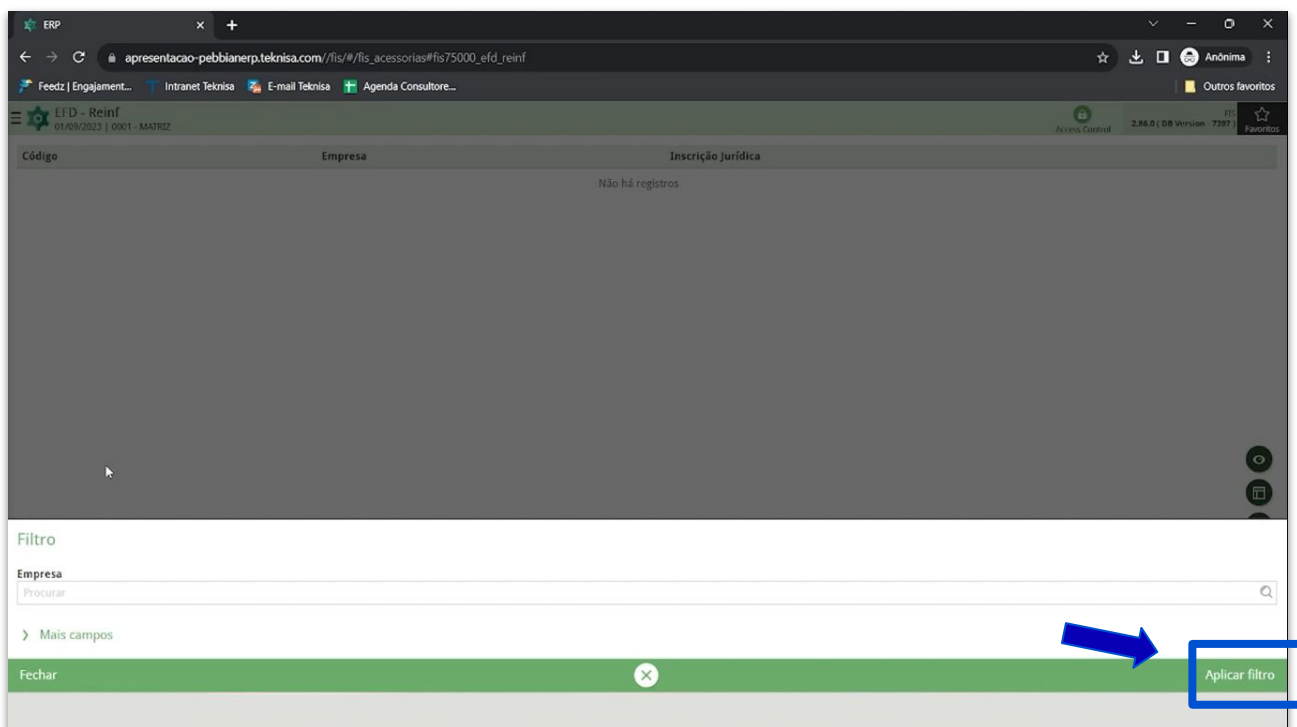 ERP
apresentacao-pebbianerp.teknisa.com//fis/#/fis_acessorias#fis75000_efd_reinf
Anônima
Feedz | Engajament... Intranet Teknisa E-mail Teknisa Agenda Consultore... Outros favoritos
EFD - Reinf
01/09/2023 | 0001 - MATRIZ
Access Control
FIS
2.86.0 ( DB Version 7397 )
Favoritos
Código Empresa Inscrição Jurídica
Não há registros
Filtro
Empresa
Procurar
Mais campos
Fechar Aplicar filtro